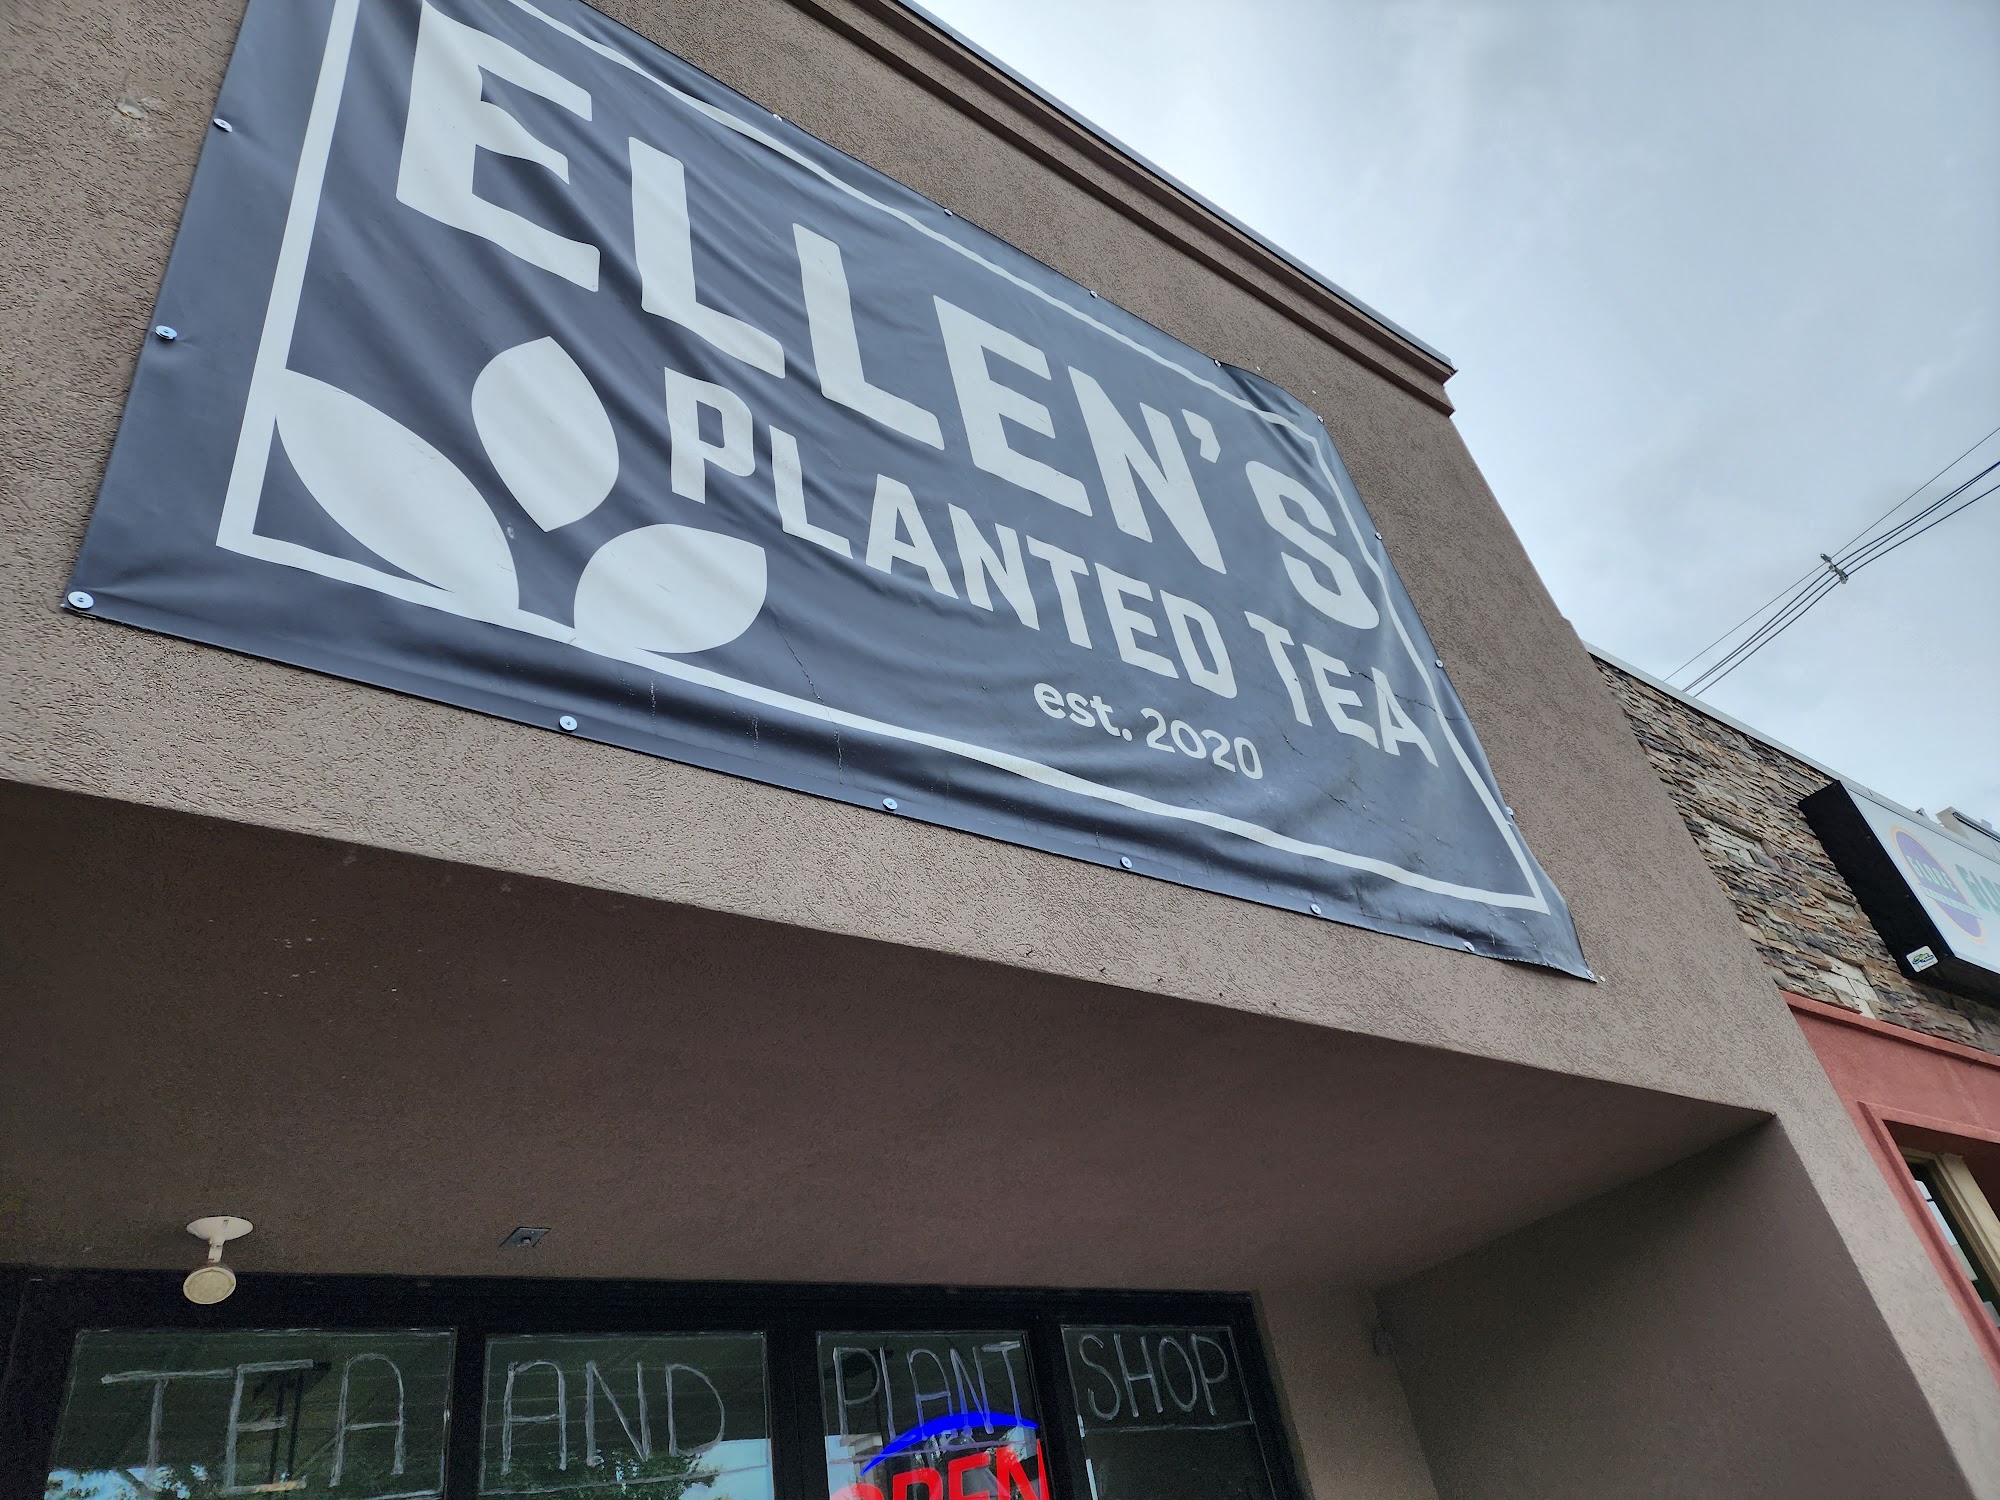 ELLEN'S
PLANTED TEA
est. 2020
TEA AND PLANT SHOP
OPEN